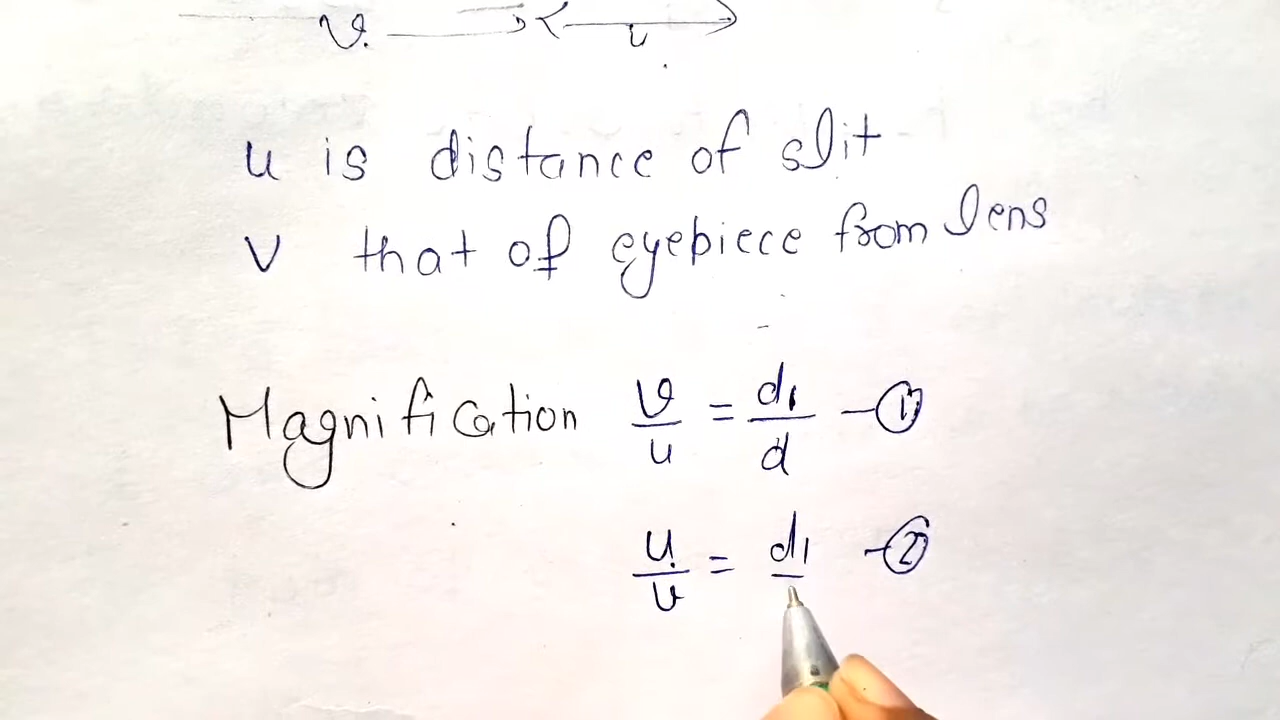 v. u
u is distance of slit
v that of eyepiece from lens
Magnification v/u = d1/d —①
u/v = d1/ —②